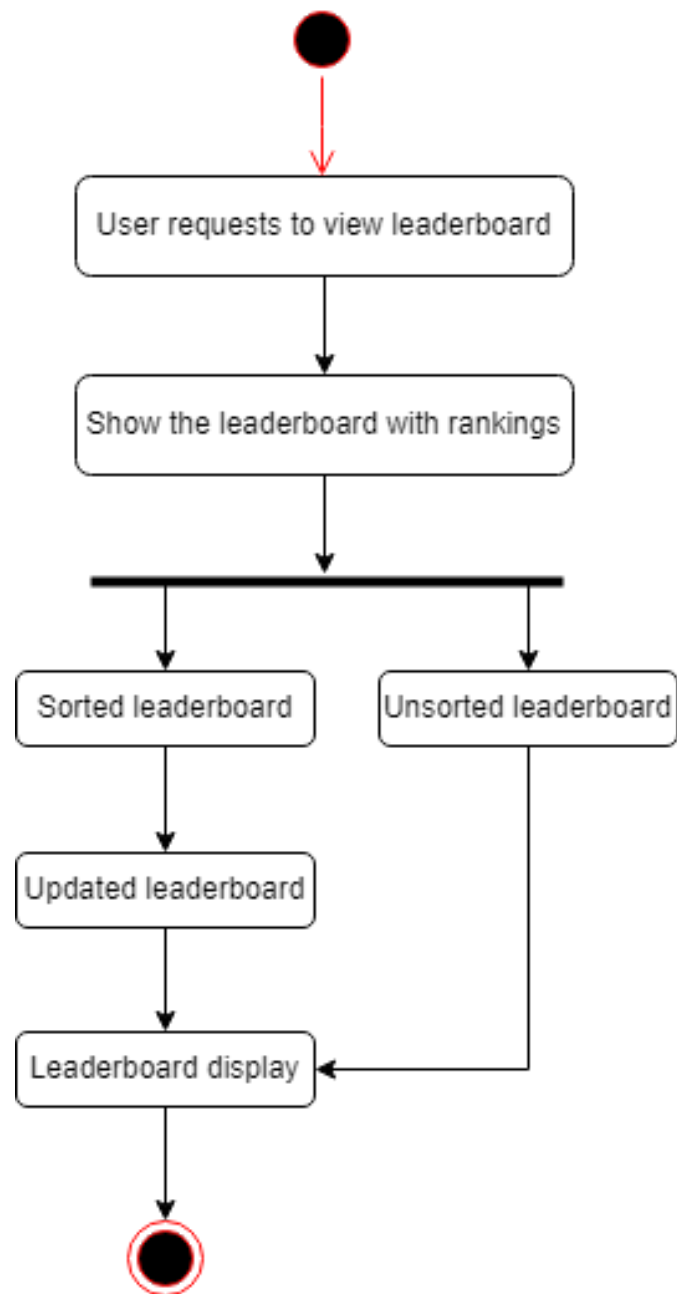 User requests to view leaderboard
Show the leaderboard with rankings
Sorted leaderboard
Unsorted leaderboard
Updated leaderboard
Leaderboard display